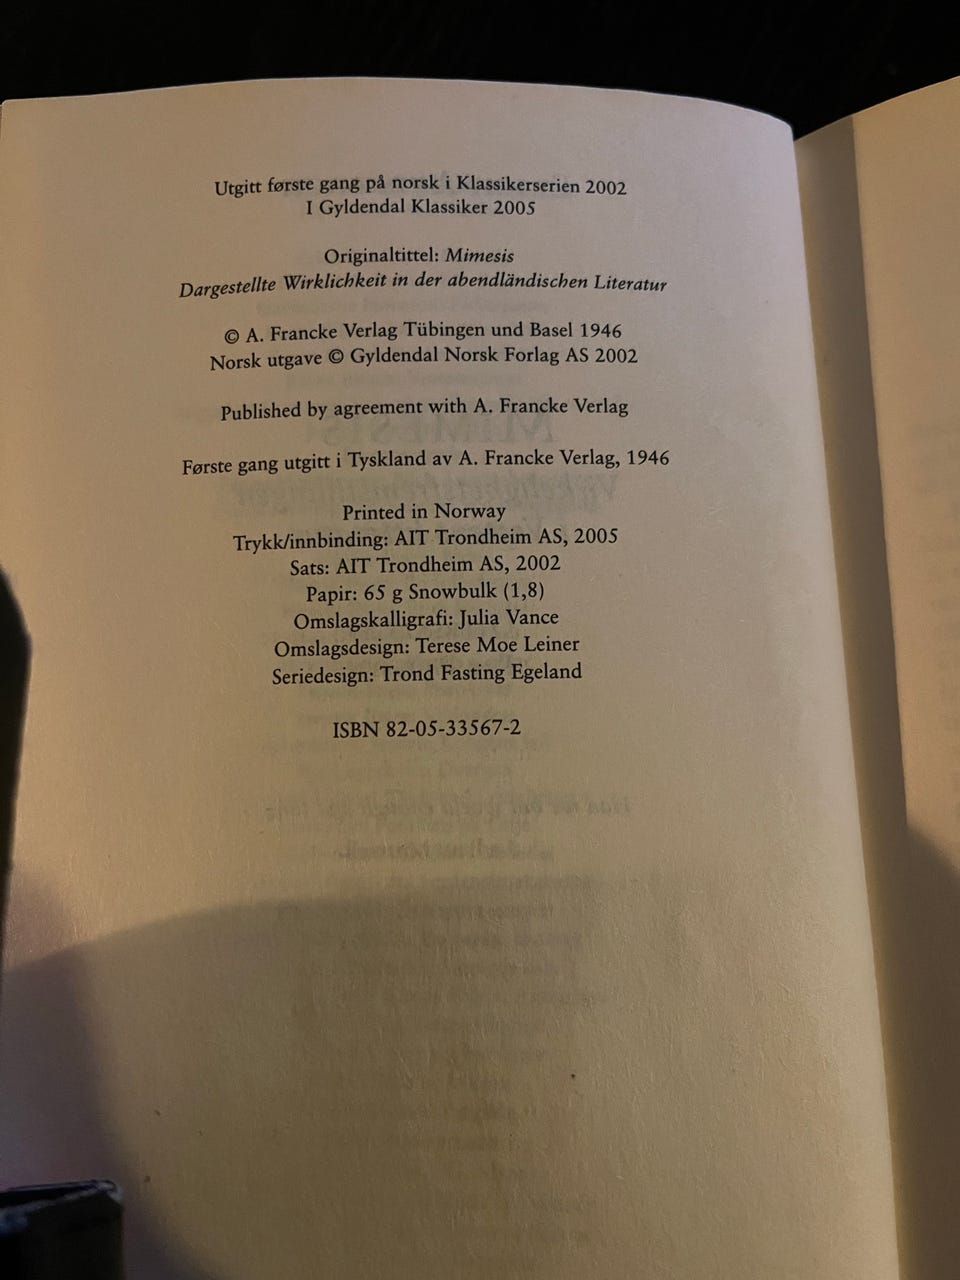 Utgitt første gang på norsk i Klassikerserien 2002
I Gyldendal Klassiker 2005
Originaltittel: Mimesis
Dargestellte Wirklichkeit in der abendländischen Literatur
© A. Francke Verlag Tübingen und Basel 1946
Norsk utgave © Gyldendal Norsk Forlag AS 2002
Published by agreement with A. Francke Verlag
Første gang utgitt i Tyskland av A. Francke Verlag, 1946
Printed in Norway
Trykk/innbinding: AIT Trondheim AS, 2005
Sats: AIT Trondheim AS, 2002
Papir: 65 g Snowbulk (1,8)
Omslagskalligrafi: Julia Vance
Omslagsdesign: Terese Moe Leiner
Seriedesign: Trond Fasting Egeland
ISBN 82-05-33567-2